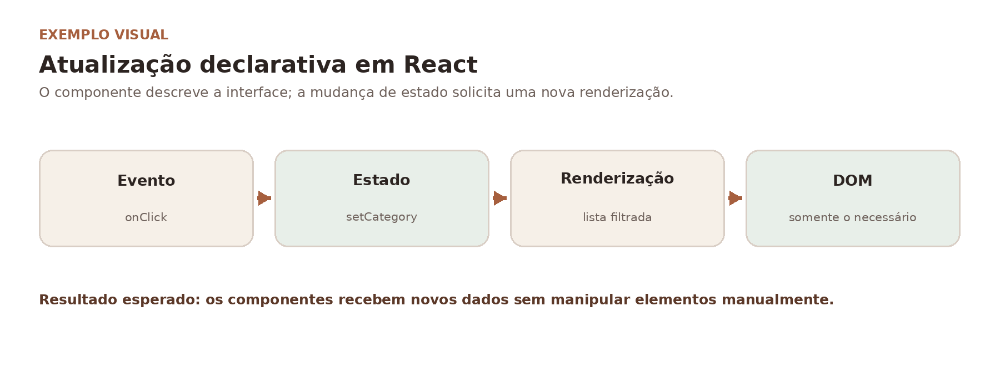 EXEMPLO VISUAL
Atualização declarativa em React
O componente descreve a interface; a mudança de estado solicita uma nova renderização.
Evento
onClick
Estado
setCategory
Renderização
lista filtrada
DOM
somente o necessário
Resultado esperado: os componentes recebem novos dados sem manipular elementos manualmente.